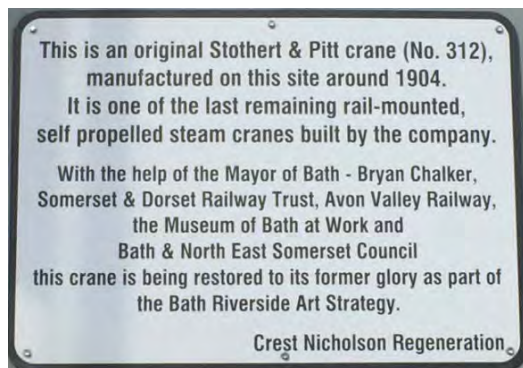 This is an original Stothert & Pitt crane (No. 312),
manufactured on this site around 1904.
It is one of the last remaining rail-mounted,
self propelled steam cranes built by the company.
With the help of the Mayor of Bath - Bryan Chalker,
Somerset & Dorset Railway Trust, Avon Valley Railway,
the Museum of Bath at Work and
Bath & North East Somerset Council
this crane is being restored to its former glory as part of
the Bath Riverside Art Strategy.
Crest Nicholson Regeneration